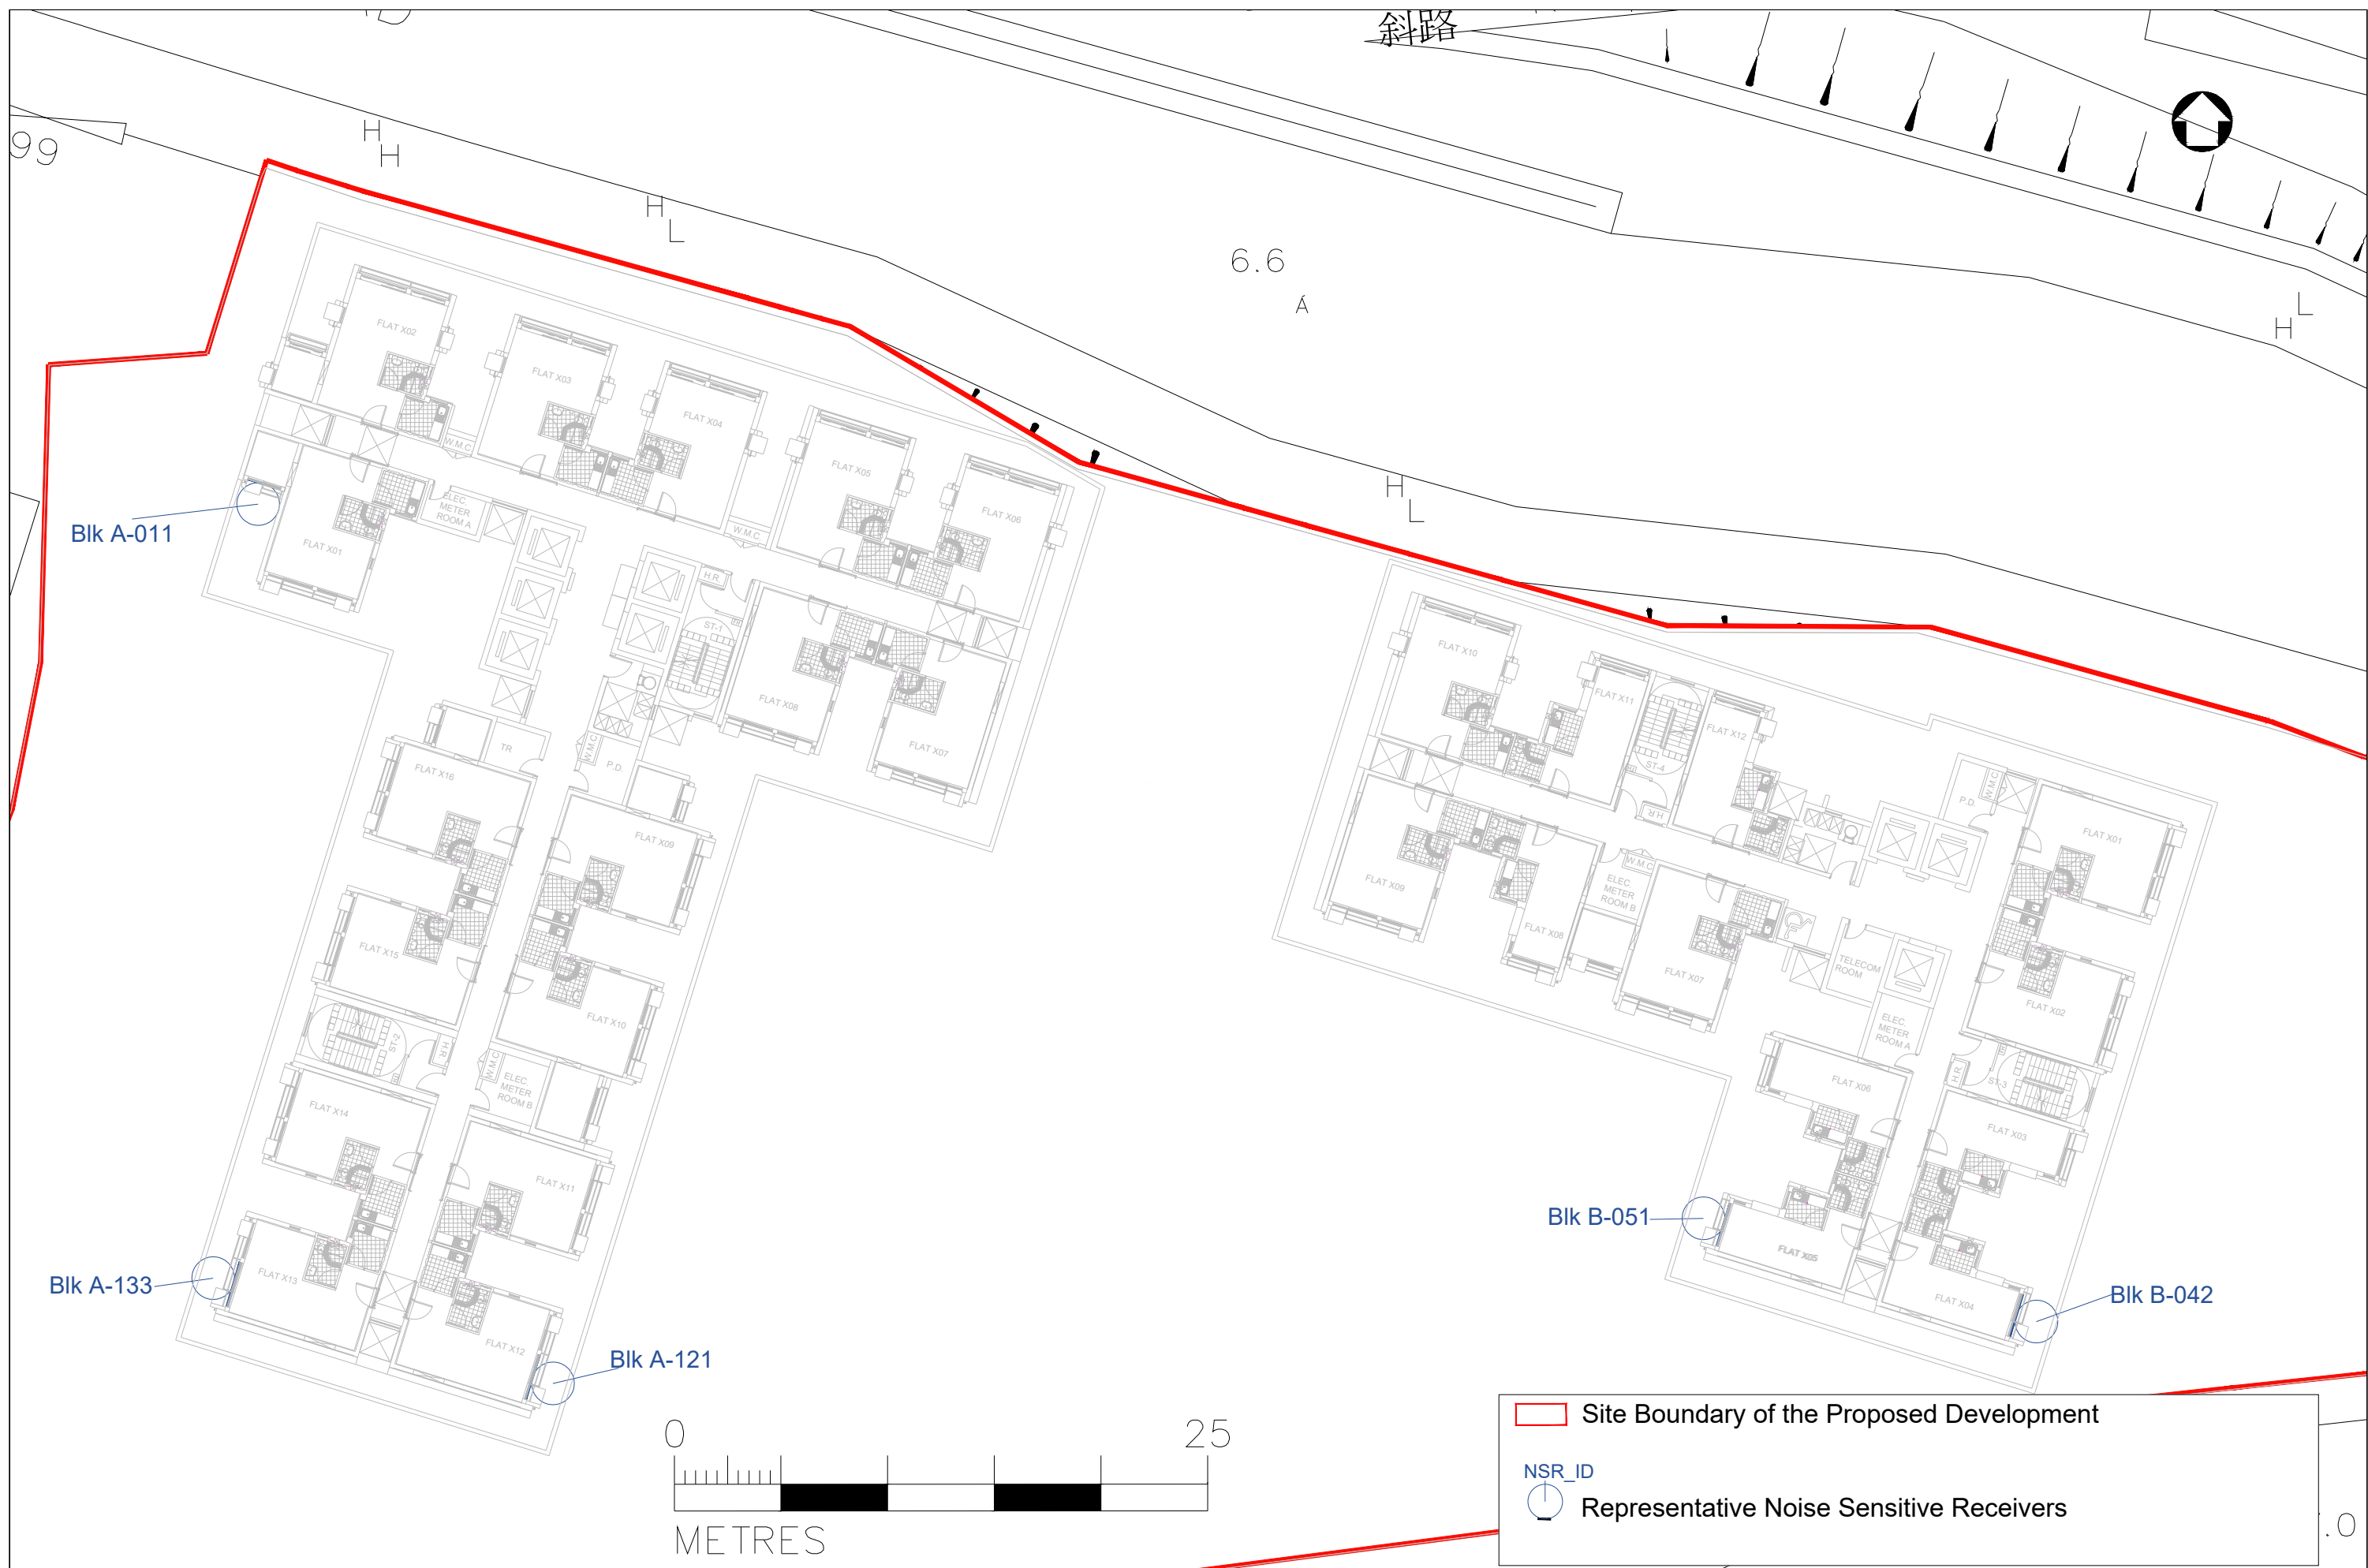 斜路
99
H
H
H
L
6.6
Á
L
H
H
L
FLAT X02
FLAT X03
FLAT X04
FLAT X05
FLAT X06
W.M.C
W.M.C
ELEC.
METER
ROOM A
FLAT X01
Blk A-011
H.R.
ST-1
FLAT X08
FLAT X07
TR
W.M.C
P.D.
FLAT X16
FLAT X09
FLAT X15
FLAT X10
ST-2
H.R
W.M.C
ELEC.
METER
ROOM B
FLAT X14
FLAT X11
FLAT X13
FLAT X12
Blk A-133
Blk A-121
FLAT X10
FLAT X11
FLAT X12
ST-4
H.R
P.D.
W.M.C
FLAT X01
FLAT X09
FLAT X08
W.M.C
ELEC.
METER
ROOM B
FLAT X07
TELECOM
ROOM
FLAT X02
ELEC.
METER
ROOM A
FLAT X06
H.R.
ST-3
FLAT X03
Blk B-051
FLAT X05
FLAT X04
Blk B-042
0
25
METRES
Site Boundary of the Proposed Development
NSR_ID
Representative Noise Sensitive Receivers
.0